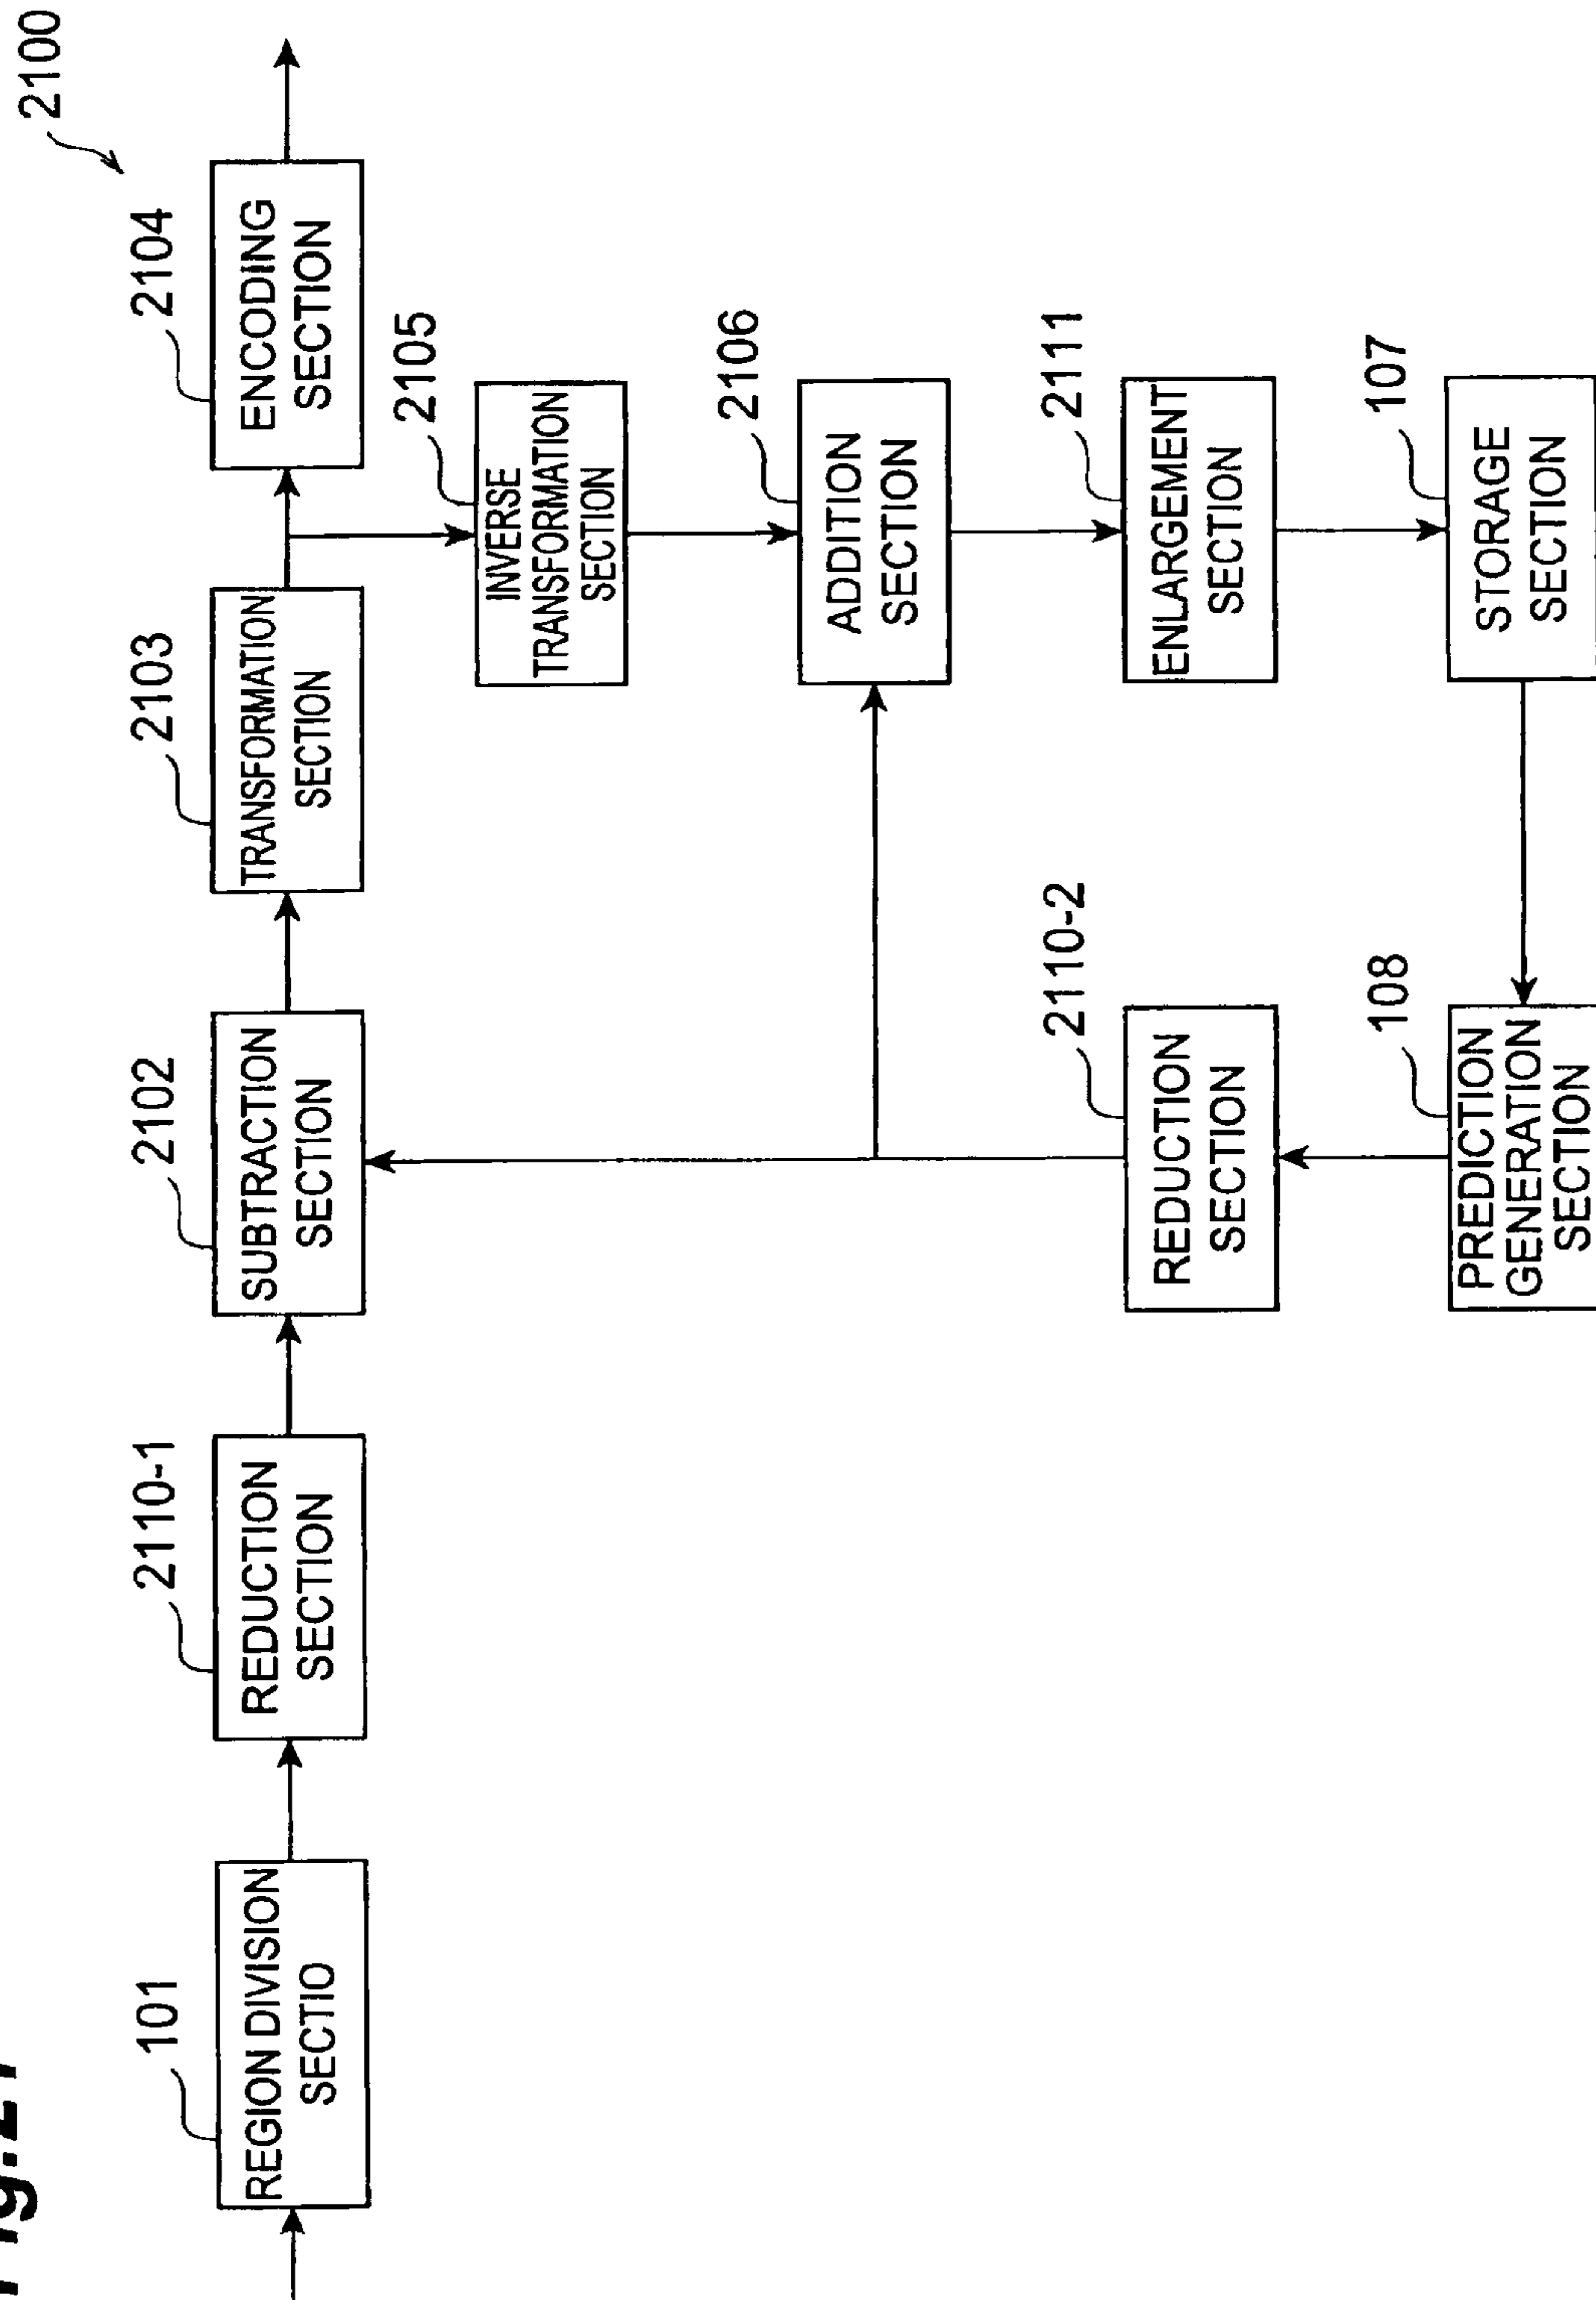 Fig.21
2100
101
REGION DIVISION
SECTIO
2110-1
REDUCTION
SECTION
2102
SUBTRACTION
SECTION
2103
TRANSFORMATION
SECTION
2104
ENCODING
SECTION
2105
INVERSE
TRANSFORMATION
SECTION
2106
ADDITION
SECTION
2110-2
REDUCTION
SECTION
2111
ENLARGEMENT
SECTION
108
PREDICTION
GENERATION
SECTION
107
STORAGE
SECTION